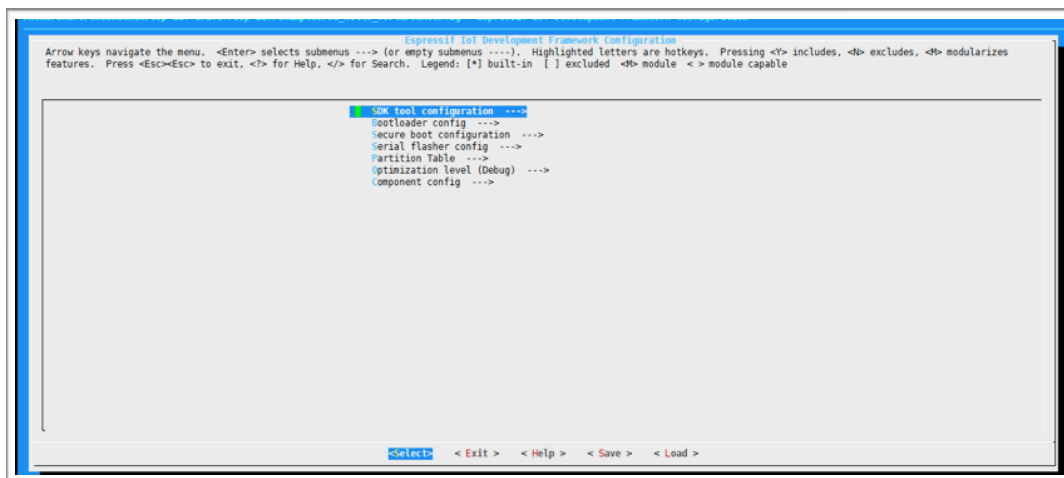 Espressif IoT Development Framework Configuration
Arrow keys navigate the menu. <Enter> selects submenus ---> (or empty submenus ----). Highlighted letters are hotkeys. Pressing <Y> includes, <N> excludes, <M> modularizes
features. Press <Esc><Esc> to exit, <?> for Help, </> for Search. Legend: [*] built-in [ ] excluded <M> module < > module capable
SDK tool configuration --->
Bootloader config --->
Secure boot configuration --->
Serial flasher config --->
Partition Table --->
Optimization level (Debug) --->
Component config --->
<Select> < Exit > < Help > < Save > < Load >